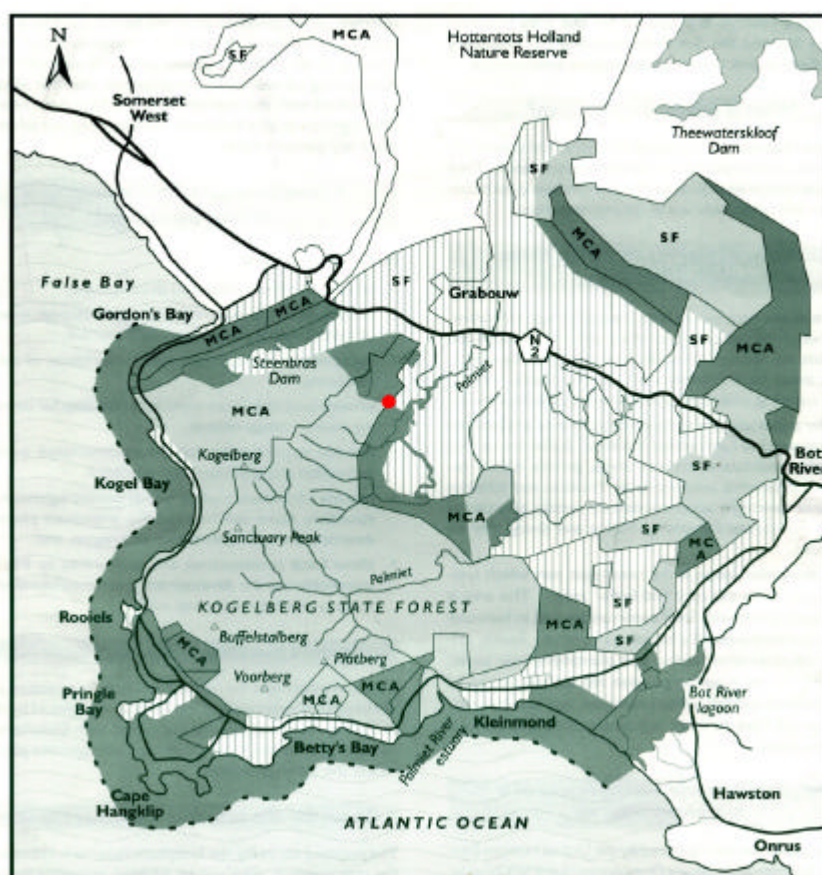 N
MCA
SF
Hottentots Holland
Nature Reserve
Somerset
West
Theewaterskloof
Dam
SF
MCA
SF
False Bay
SF
Grabouw
Gordon's Bay
MCA
MCA
N
2
SF
MCA
Steenbras
Dam
Palmiet
MCA
Kogelberg
SF
Bot
River
Kogel Bay
MCA
SF
MC
A
Sanctuary Peak
Palmiet
KOGELBERG STATE FOREST
SF
Rooiels
Buffelstalberg
MCA
SF
MCA
Platberg
Voorberg
MCA
MCA
Pringle
Bay
Bot River
lagoon
Kleinmond
Betty's Bay
Palmiet River
estuary
Cape
Hangklip
Hawston
ATLANTIC OCEAN
Onrus